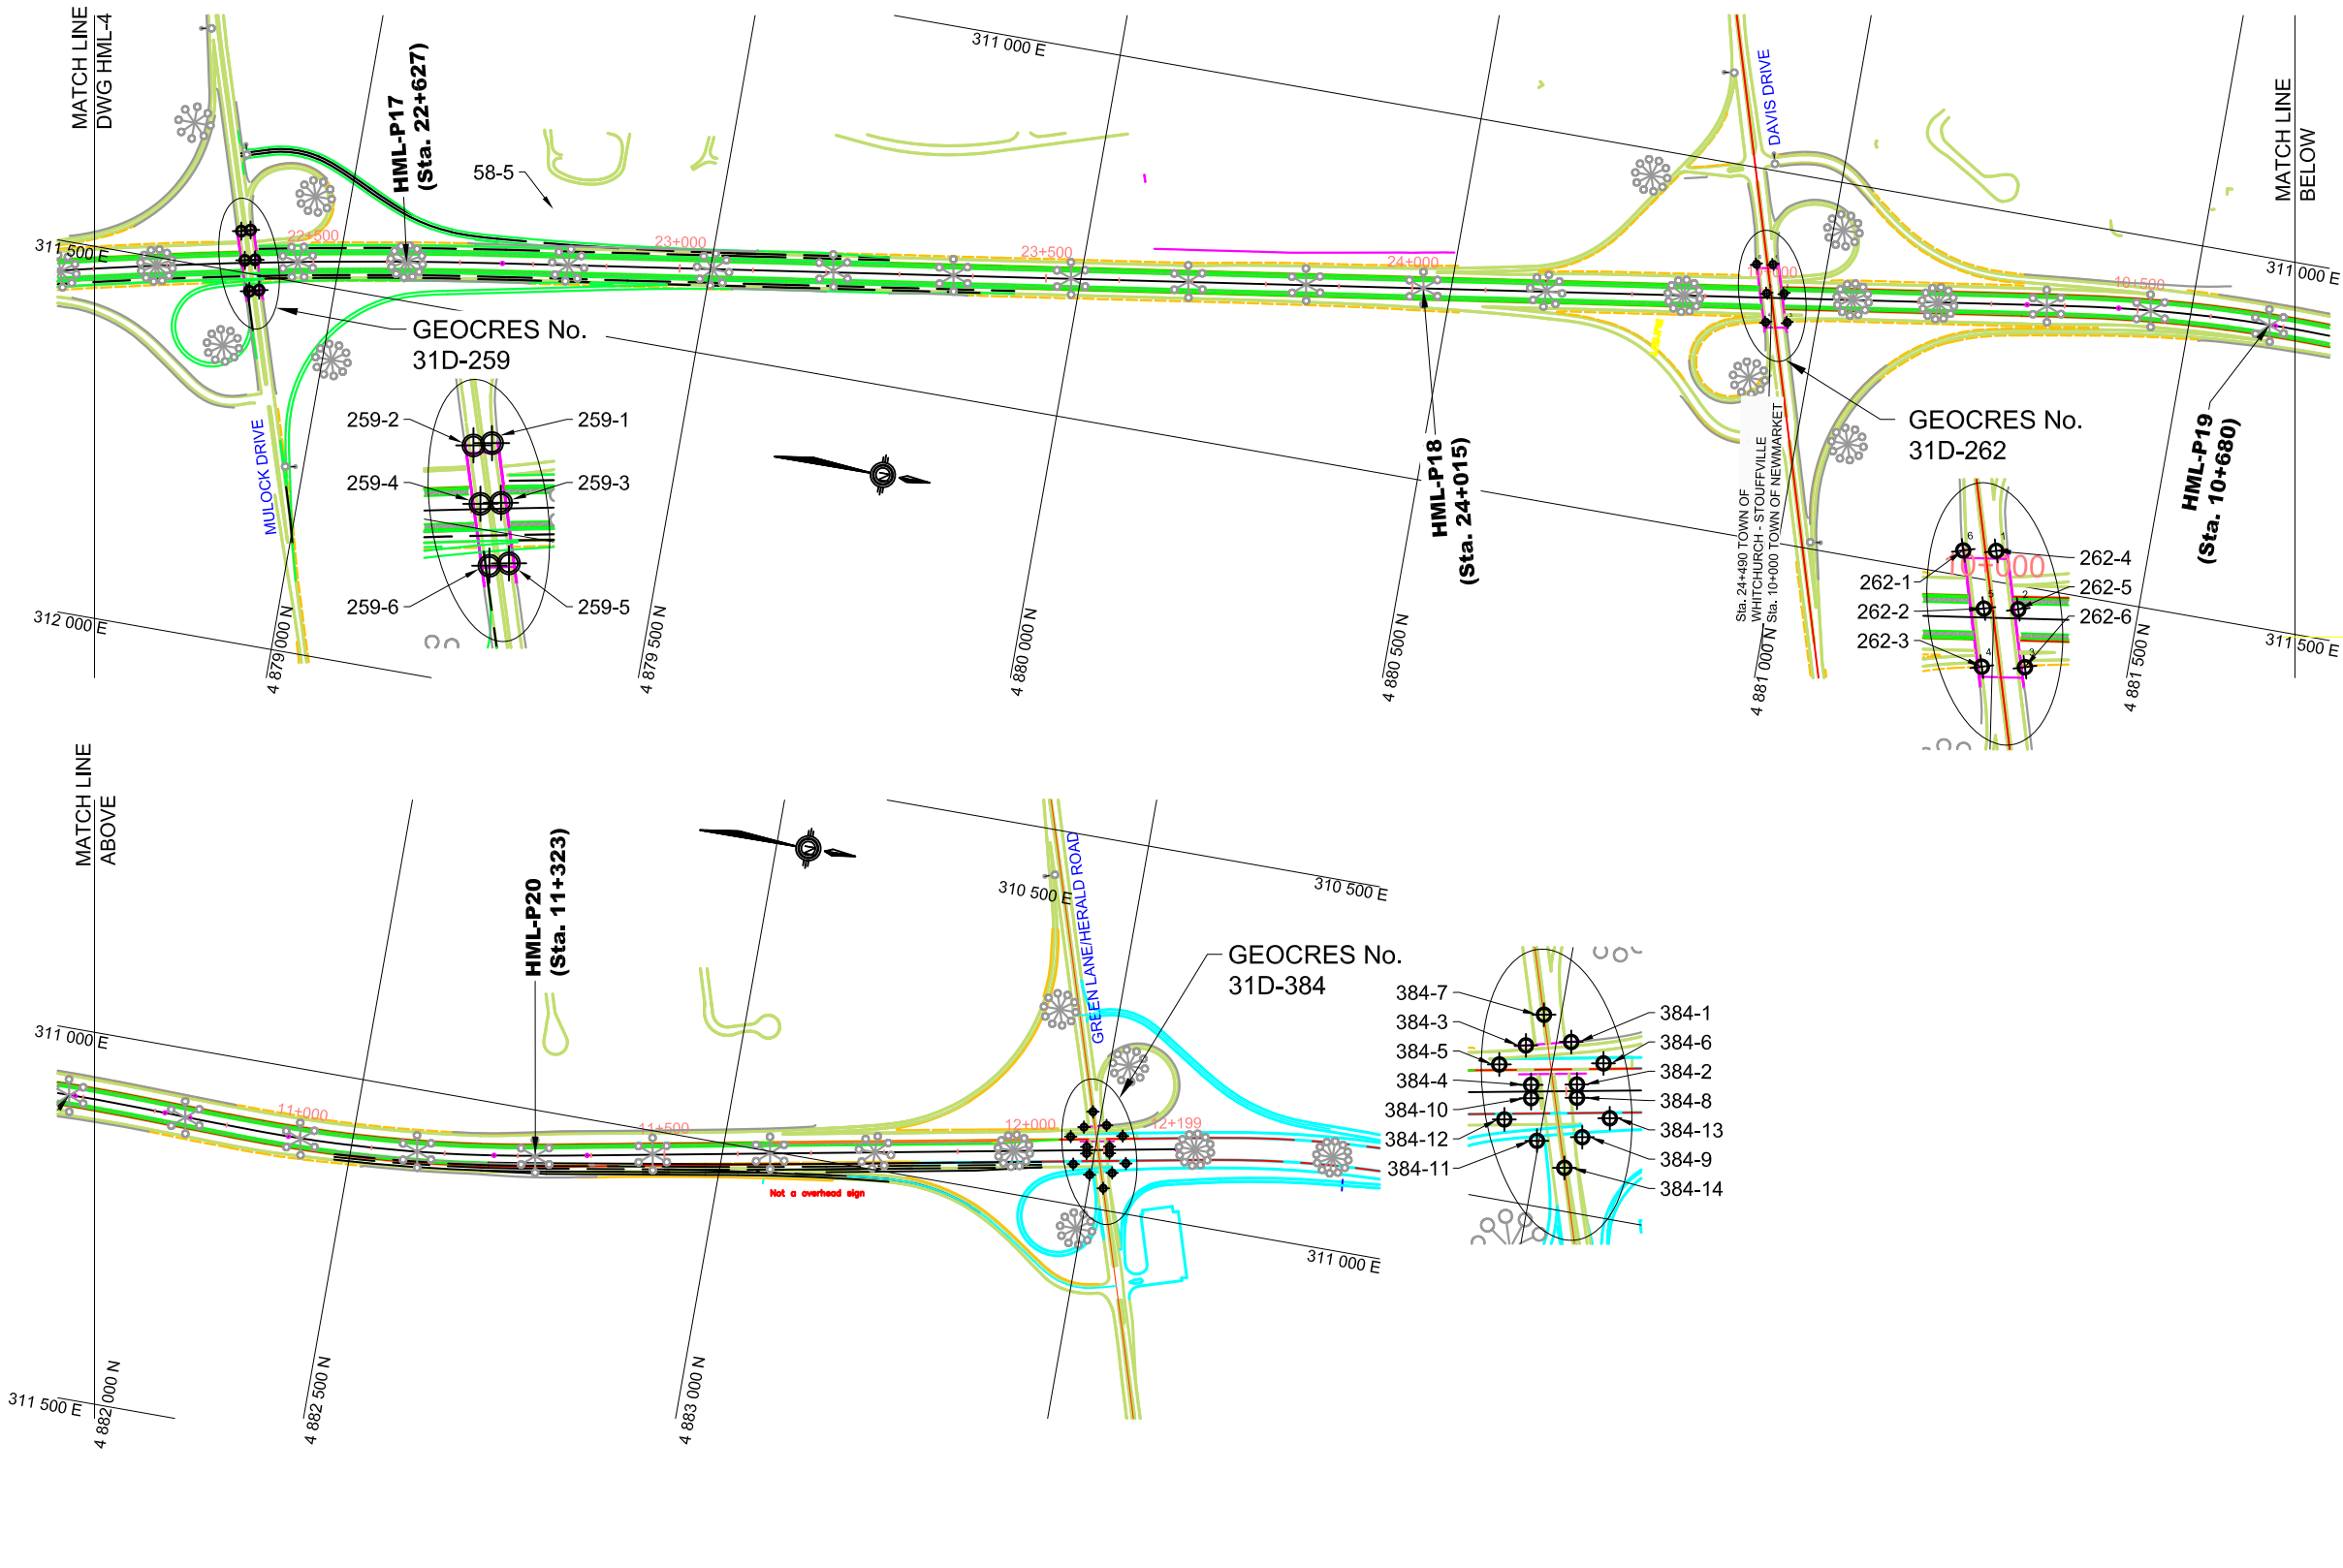 MATCH LINE
DWG HML-4
HML-P17
(Sta. 22+627)
58-5
311 000 E
DAVIS DRIVE
MATCH LINE
BELOW
311 500 E
22+500
23+000
23+500
24+000
10+000
10+500
311 000 E
GEOCRES No.
31D-259
MULOCK DRIVE
259-2
259-1
259-4
259-3
259-6
259-5
N
HML-P18
(Sta. 24+015)
Sta. 24+490 TOWN OF
WHITCHURCH - STOUFFVILLE
Sta. 10+000 TOWN OF NEWMARKET
GEOCRES No.
31D-262
HML-P19
(Sta. 10+680)
6
1
10+000
262-4
262-1
262-5
5
2
262-2
262-6
262-3
4
3
312 000 E
4 879 000 N
4 879 500 N
4 880 000 N
4 880 500 N
4 881 000 N
4 881 500 N
311 500 E
MATCH LINE
ABOVE
HML-P20
(Sta. 11+323)
N
310 500 E
GREEN LANE/HERALD ROAD
310 500 E
GEOCRES No.
31D-384
384-7
384-3
384-5
384-4
384-10
384-12
384-11
384-1
384-6
384-2
384-8
384-13
384-9
384-14
311 000 E
11+000
11+500
12+000
12+199
Not a overhead sign
311 000 E
311 500 E
4 882 000 N
4 882 500 N
4 883 000 N